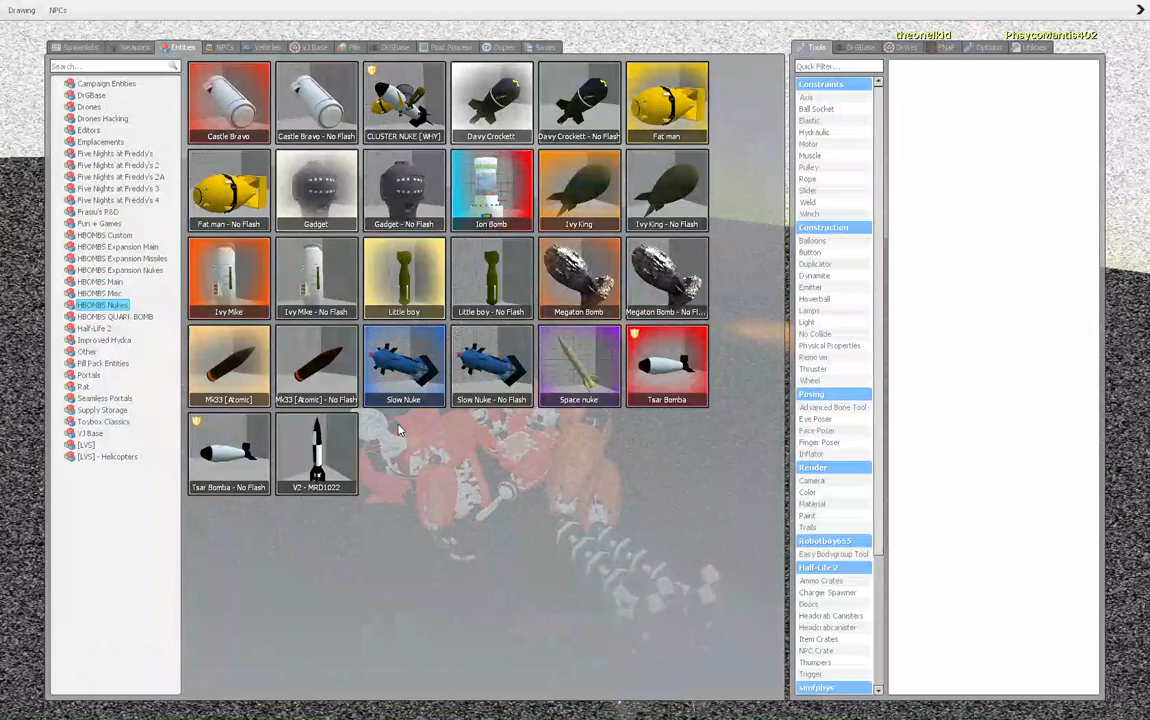 Drawing NPCs
theonelkid PhsycoMantis402
Spawnlists Weapons Entities NPCs Vehicles VJ Base Pills DrGBase Post Process Dupes Saves
Tools DrGBase Drones FNaF Options Utilities
Search...
Quick Filter...
Campaign Entities
DrGBase
Drones
Drones Hacking
Editors
Emplacements
Five Nights at Freddy's
Five Nights at Freddy's 2
Five Nights at Freddy's 2A
Five Nights at Freddy's 3
Five Nights at Freddy's 4
Frasiu's R&D
Fun + Games
HBOMBS Custom
HBOMBS Expansion Main
HBOMBS Expansion Missiles
HBOMBS Expansion Nukes
HBOMBS Main
HBOMBS Misc
HBOMBS Nukes
HBOMBS QUARI. BOMB
Half-Life 2
Improved Hydra
Other
Pill Pack Entities
Portals
Rat
Seamless Portals
Supply Storage
Toybox Classics
VJ Base
[LVS]
[LVS] - Helicopters
Castle Bravo
Castle Bravo - No Flash
CLUSTER NUKE [WHY]
Davy Crockett
Davy Crockett - No Flash
Fat man
Fat man - No Flash
Gadget
Gadget - No Flash
Ion Bomb
Ivy King
Ivy King - No Flash
Ivy Mike
Ivy Mike - No Flash
Little boy
Little boy - No Flash
Megaton Bomb
Megaton Bomb - No Fl...
Mk33 [Atomic]
Mk33 [Atomic] - No Flash
Slow Nuke
Slow Nuke - No Flash
Space nuke
Tsar Bomba
Tsar Bomba - No Flash
V2 - MRD1022
Constraints
Axis
Ball Socket
Elastic
Hydraulic
Motor
Muscle
Pulley
Rope
Slider
Weld
Winch
Construction
Balloons
Button
Duplicator
Dynamite
Emitter
Hoverball
Lamps
Light
No Collide
Physical Properties
Remover
Thruster
Wheel
Posing
Advanced Bone Tool
Eye Poser
Face Poser
Finger Poser
Inflator
Render
Camera
Color
Material
Paint
Trails
Robotboy655
Easy Bodygroup Tool
Half-Life 2
Ammo Crates
Charger Spawner
Doors
Headcrab Canisters
Headcrabcanister
Item Crates
NPC Crate
Thumpers
Trigger
simfphys